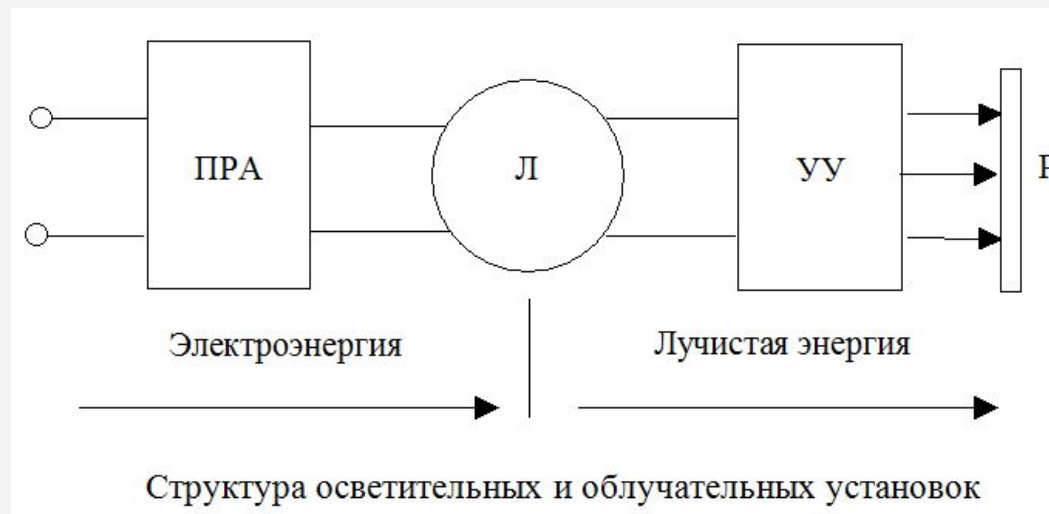 ПРА
Л
УУ
Электроэнергия
Лучистая энергия
Структура осветительных и облучательных установок